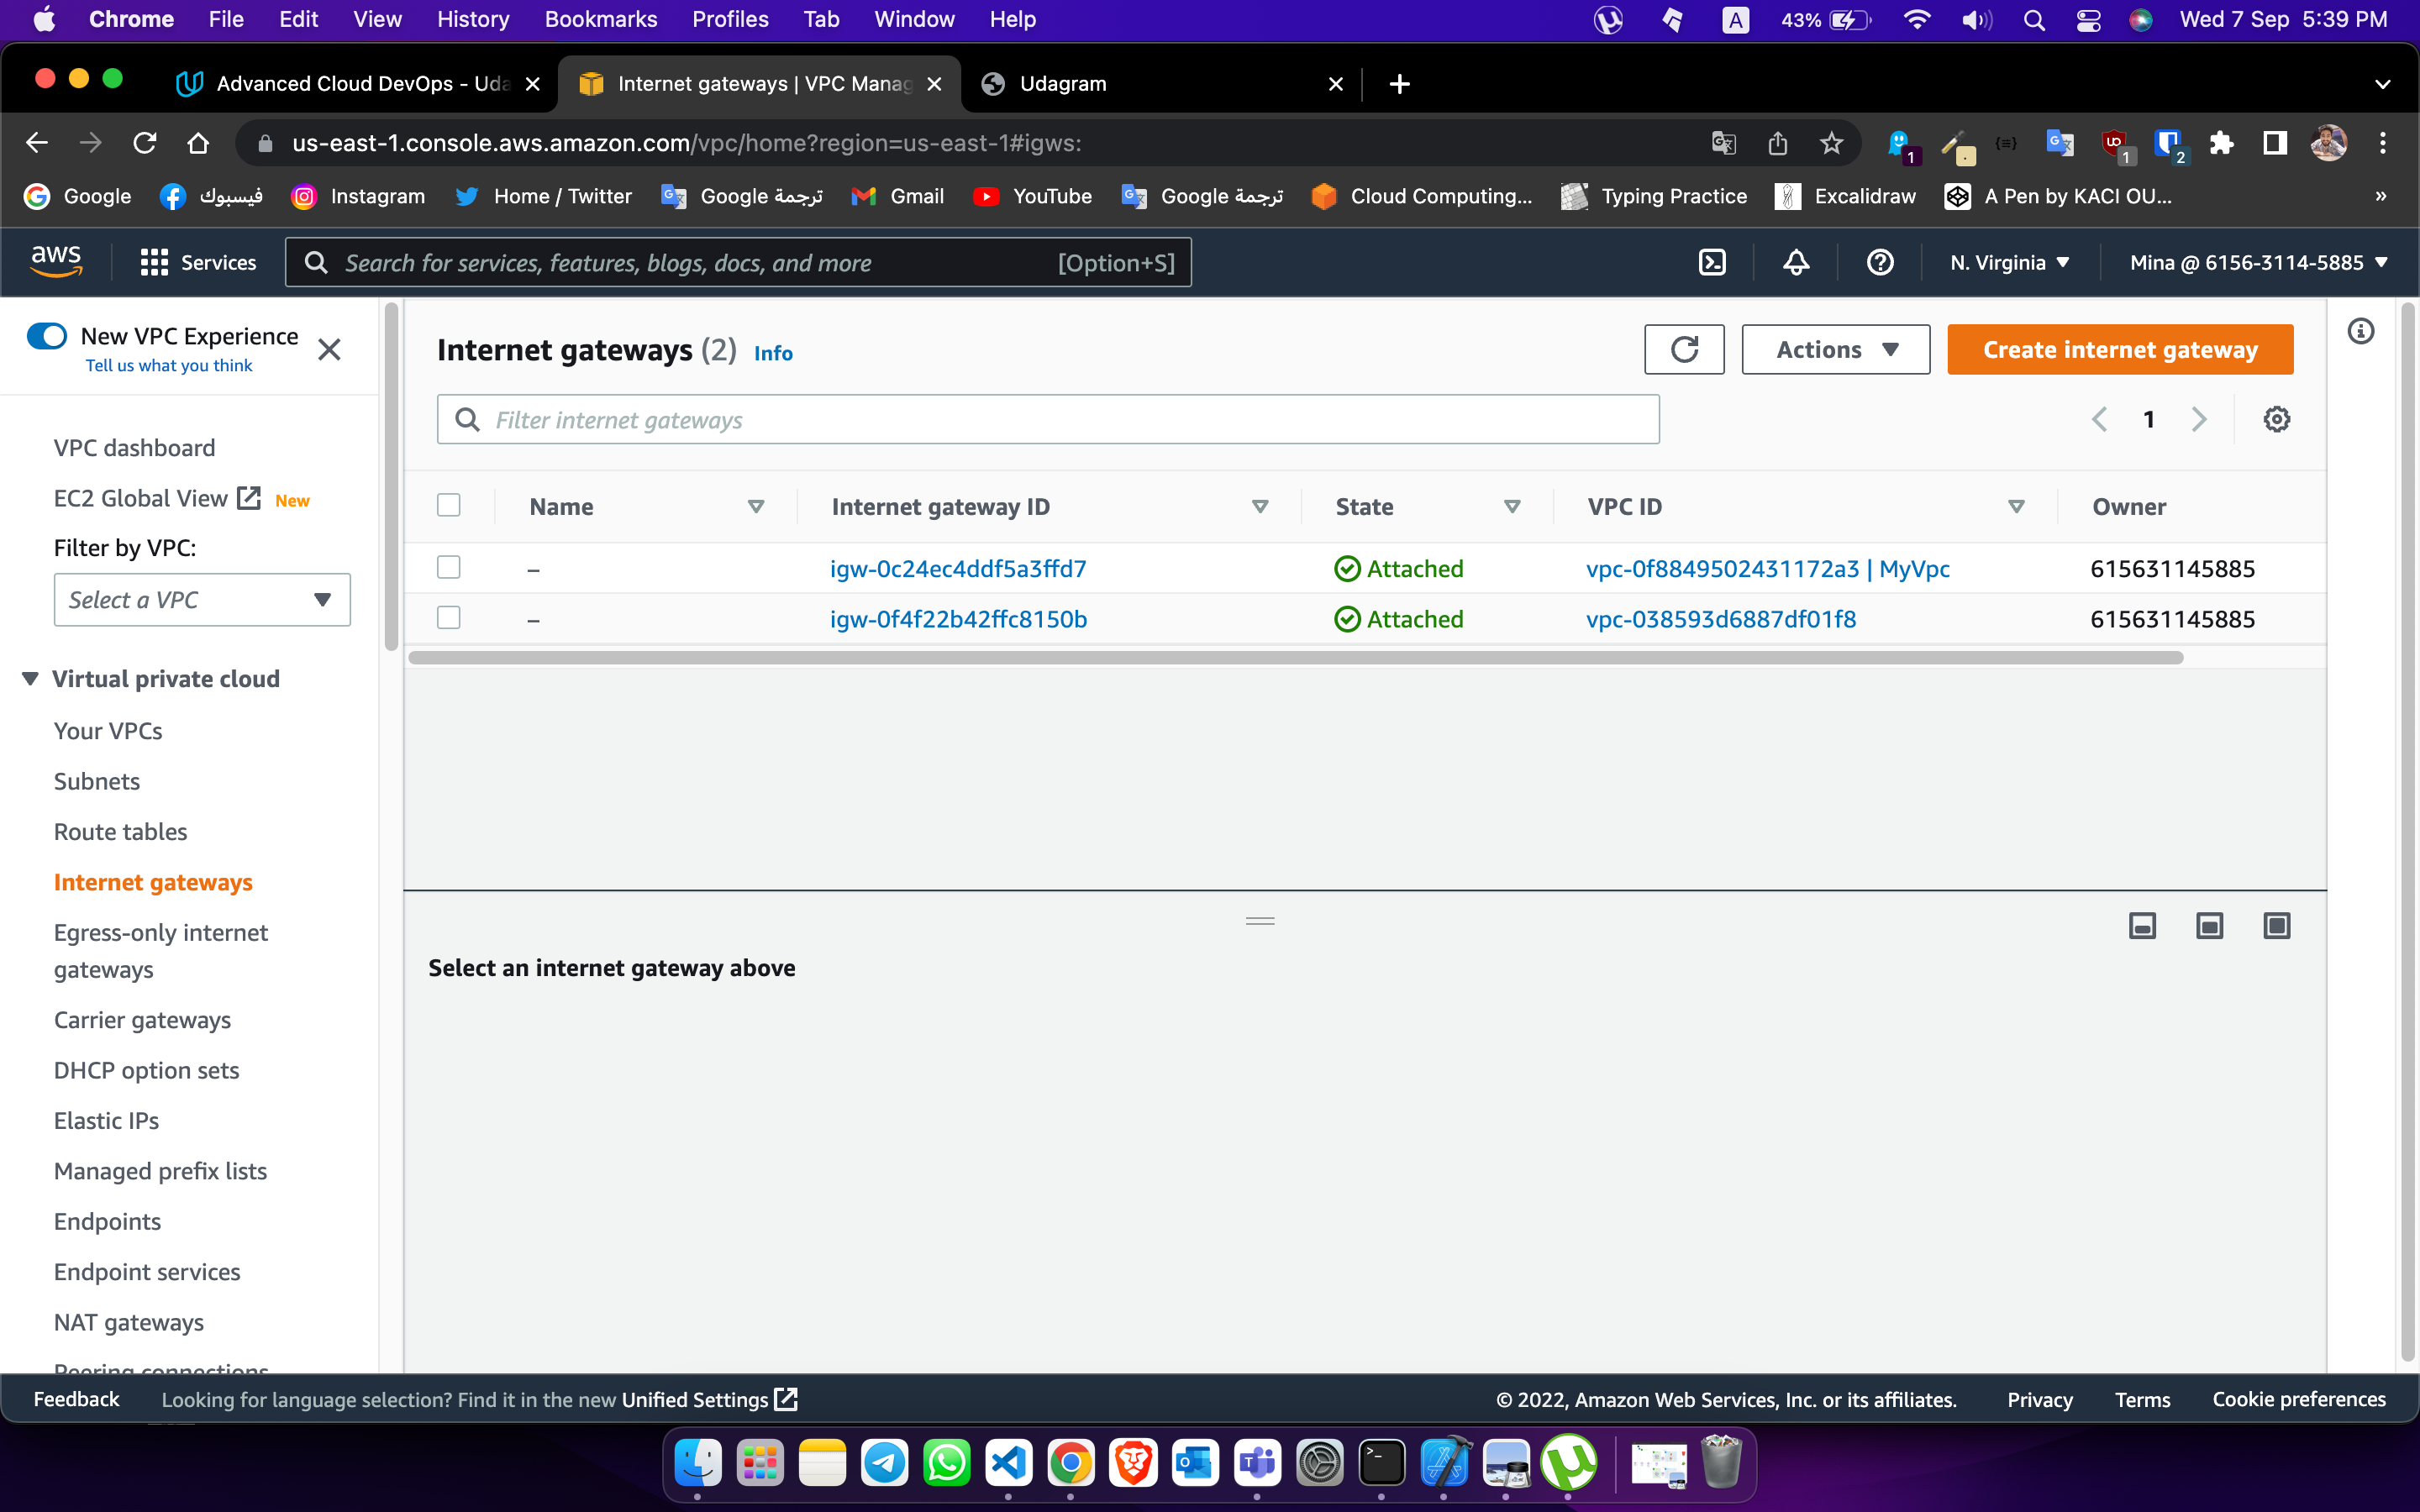 Chrome File Edit View History Bookmarks Profiles Tab Window Help A 43% Wed 7 Sep 5:39 PM
Advanced Cloud DevOps - Uda Internet gateways | VPC Manag Udagram
us-east-1.console.aws.amazon.com/vpc/home?region=us-east-1#igws: 1 1 2
Google فيسبوك Instagram Home / Twitter ترجمة Google Gmail YouTube ترجمة Google Cloud Computing... Typing Practice Excalidraw A Pen by KACI OU... »
aws Services Search for services, features, blogs, docs, and more [Option+S] N. Virginia Mina @ 6156-3114-5885
New VPC Experience
Tell us what you think
VPC dashboard
EC2 Global View New
Filter by VPC:
Select a VPC
Virtual private cloud
Your VPCs
Subnets
Route tables
Internet gateways
Egress-only internet
gateways
Carrier gateways
DHCP option sets
Elastic IPs
Managed prefix lists
Endpoints
Endpoint services
NAT gateways
Peering connections
Internet gateways (2) Info Actions Create internet gateway
Filter internet gateways 1
Name Internet gateway ID State VPC ID Owner
– igw-0c24ec4ddf5a3ffd7 Attached vpc-0f8849502431172a3 | MyVpc 615631145885
– igw-0f4f22b42ffc8150b Attached vpc-038593d6887df01f8 615631145885
Select an internet gateway above
Feedback Looking for language selection? Find it in the new Unified Settings © 2022, Amazon Web Services, Inc. or its affiliates. Privacy Terms Cookie preferences